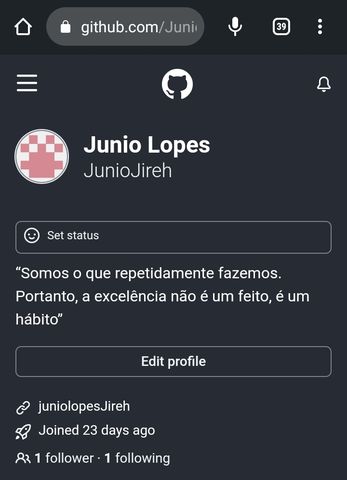 github.com/Juni
39
Junio Lopes
JunioJireh
Set status
“Somos o que repetidamente fazemos.
Portanto, a excelência não é um feito, é um
hábito”
Edit profile
juniolopesJireh
Joined 23 days ago
1 follower · 1 following